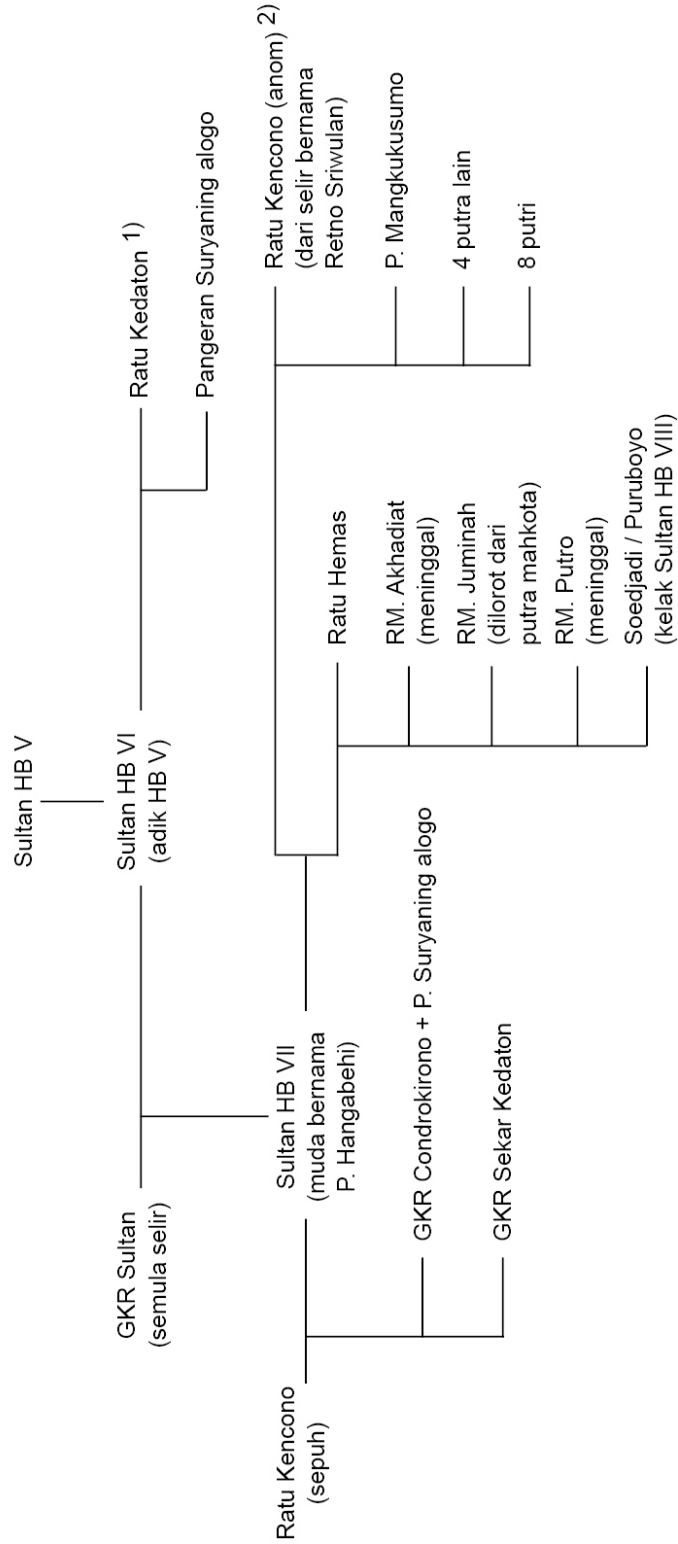 Sultan HB V
GKR Sultan
(semula selir)
Sultan HB VI
(adik HB V)
Ratu Kedaton 1)
Pangeran Suryaning alogo
Ratu Kencono
(sepuh)
Sultan HB VII
(muda bernama
P. Hangabehi)
Ratu Kencono (anom) 2)
(dari selir bernama
Retno Sriwulan)
GKR Condrokirono + P. Suryaning alogo
GKR Sekar Kedaton
Ratu Hemas
RM. Akhadiat
(meninggal)
RM. Juminah
(dilorot dari
putra mahkota)
RM. Putro
(meninggal)
Soedjadi / Puruboyo
(kelak Sultan HB VIII)
P. Mangkukusumo
4 putra lain
8 putri